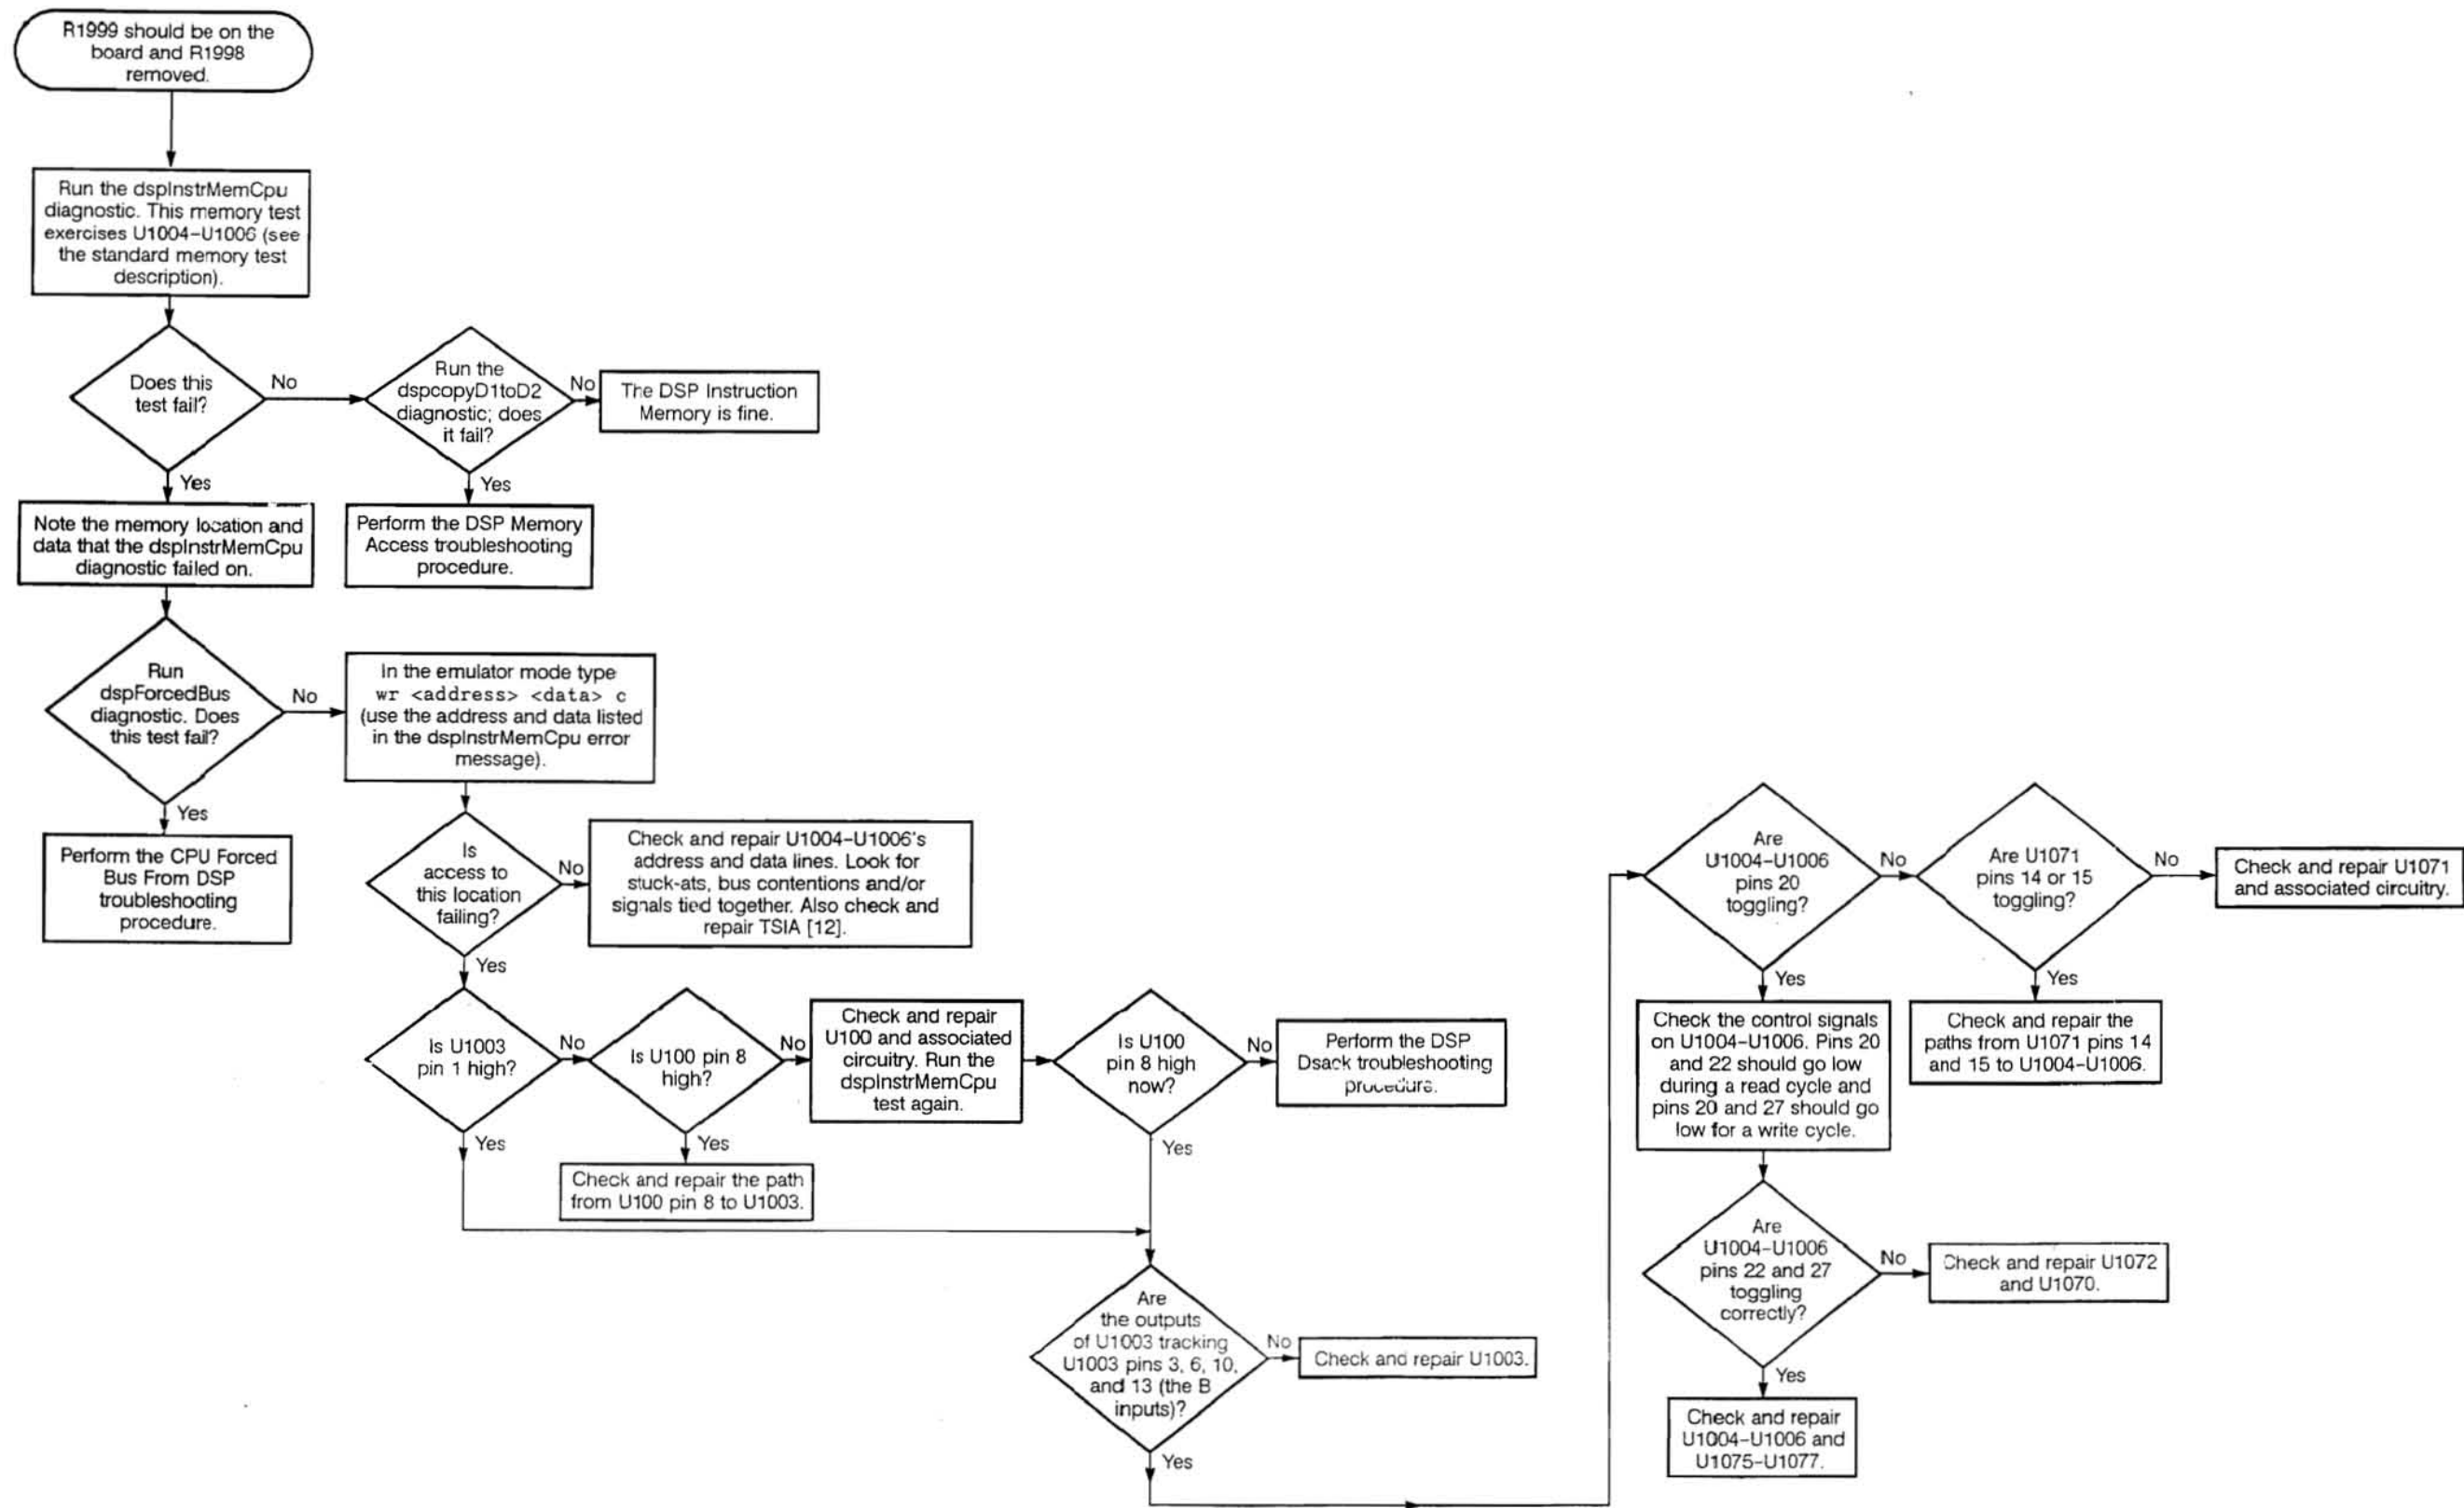 R1999 should be on the
board and R1998
removed.
Run the dspInstrMemCpu
diagnostic. This memory test
exercises U1004–U1006 (see
the standard memory test
description).
Does this
test fail?
No
Yes
Run the
dspcopyD1toD2
diagnostic; does
it fail?
No
Yes
The DSP Instruction
Memory is fine.
Note the memory location and
data that the dspInstrMemCpu
diagnostic failed on.
Perform the DSP Memory
Access troubleshooting
procedure.
Run
dspForcedBus
diagnostic. Does
this test fail?
No
Yes
In the emulator mode type
wr <address> <data> c
(use the address and data listed
in the dspInstrMemCpu error
message).
Perform the CPU Forced
Bus From DSP
troubleshooting
procedure.
Is
access to
this location
failing?
No
Yes
Check and repair U1004–U1006's
address and data lines. Look for
stuck-ats, bus contentions and/or
signals tied together. Also check and
repair TSIA [12].
Is U1003
pin 1 high?
No
Yes
Is U100 pin 8
high?
No
Yes
Check and repair
U100 and associated
circuitry. Run the
dspInstrMemCpu
test again.
Is U100
pin 8 high
now?
No
Yes
Perform the DSP
Dsack troubleshooting
procedure.
Check and repair the path
from U100 pin 8 to U1003.
Are
the outputs
of U1003 tracking
U1003 pins 3, 6, 10,
and 13 (the B
inputs)?
No
Yes
Check and repair U1003.
Are
U1004–U1006
pins 20
toggling?
No
Yes
Are U1071
pins 14 or 15
toggling?
No
Yes
Check and repair U1071
and associated circuitry.
Check the control signals
on U1004–U1006. Pins 20
and 22 should go low
during a read cycle and
pins 20 and 27 should go
low for a write cycle.
Check and repair the
paths from U1071 pins 14
and 15 to U1004–U1006.
Are
U1004–U1006
pins 22 and 27
toggling
correctly?
No
Yes
Check and repair U1072
and U1070.
Check and repair
U1004–U1006 and
U1075–U1077.